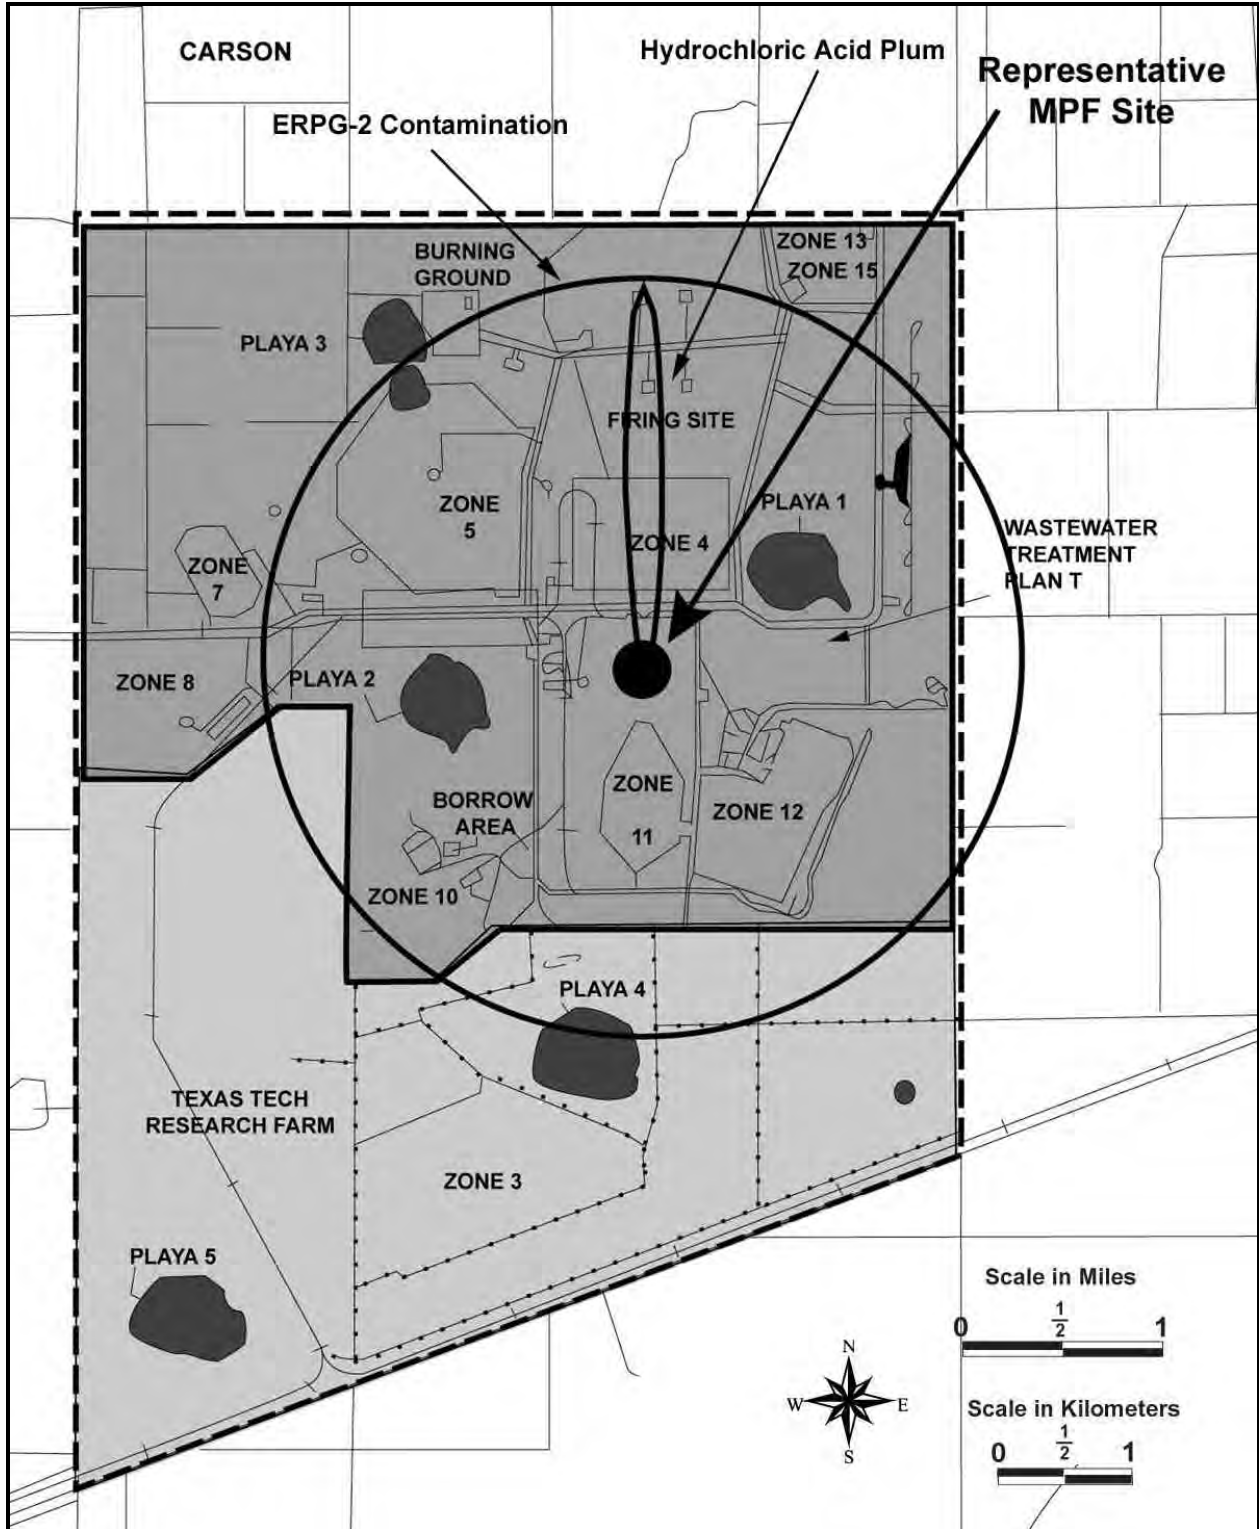 CARSON
Hydrochloric Acid Plum
Representative
MPF Site
ERPG-2 Contamination
BURNING
GROUND
ZONE 13
ZONE 15
PLAYA 3
FIRING SITE
ZONE
5
PLAYA 1
ZONE 4
WASTEWATER
TREATMENT
PLAN T
ZONE
7
ZONE 8
PLAYA 2
ZONE
11
BORROW
AREA
ZONE 12
ZONE 10
PLAYA 4
TEXAS TECH
RESEARCH FARM
ZONE 3
PLAYA 5
Scale in Miles
0 1/2 1
N
W E
S
Scale in Kilometers
0 1/2 1